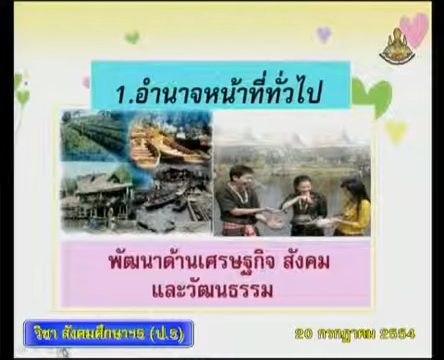 1.อำนาจหน้าที่ทั่วไป
พัฒนาด้านเศรษฐกิจ สังคม
และวัฒนธรรม
วิชา สังคมศึกษาฯ5 (ป.5)
20 กรกฎาคม 2554